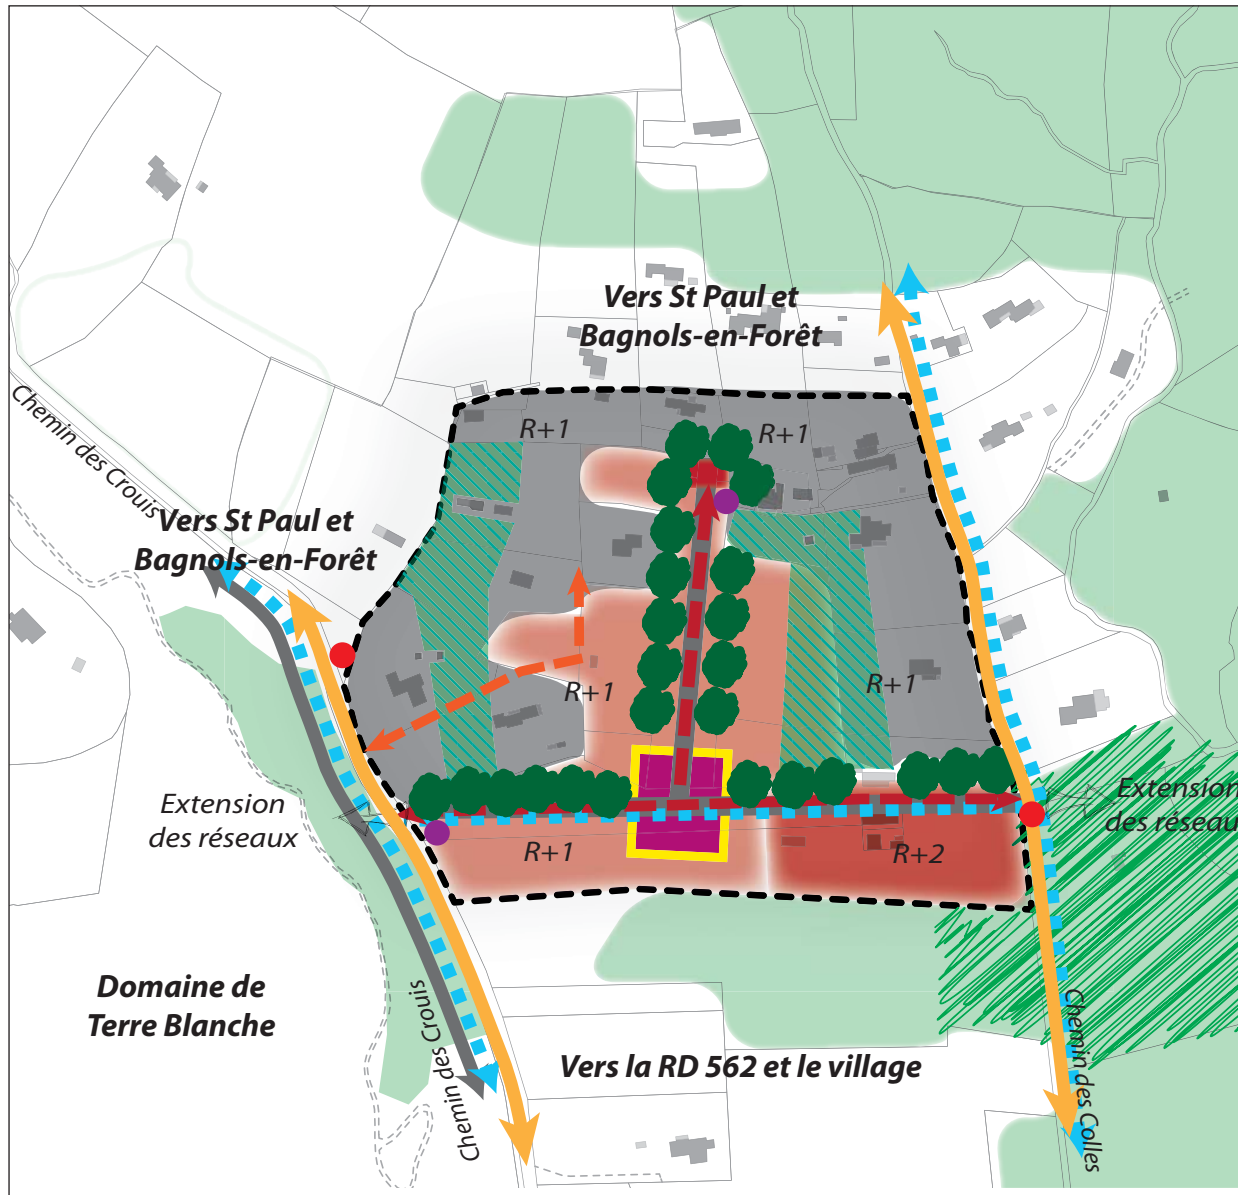 Vers St Paul et
Bagnols-en-Forêt
Chemin des Crouis
R+1
R+1
Vers St Paul et
Bagnols-en-Forêt
R+1
R+1
Extension
des réseaux
Extension
des réseau
R+1
R+2
Domaine de
Terre Blanche
Chemin des Crouis
Vers la RD 562 et le village
Chemin des Colles